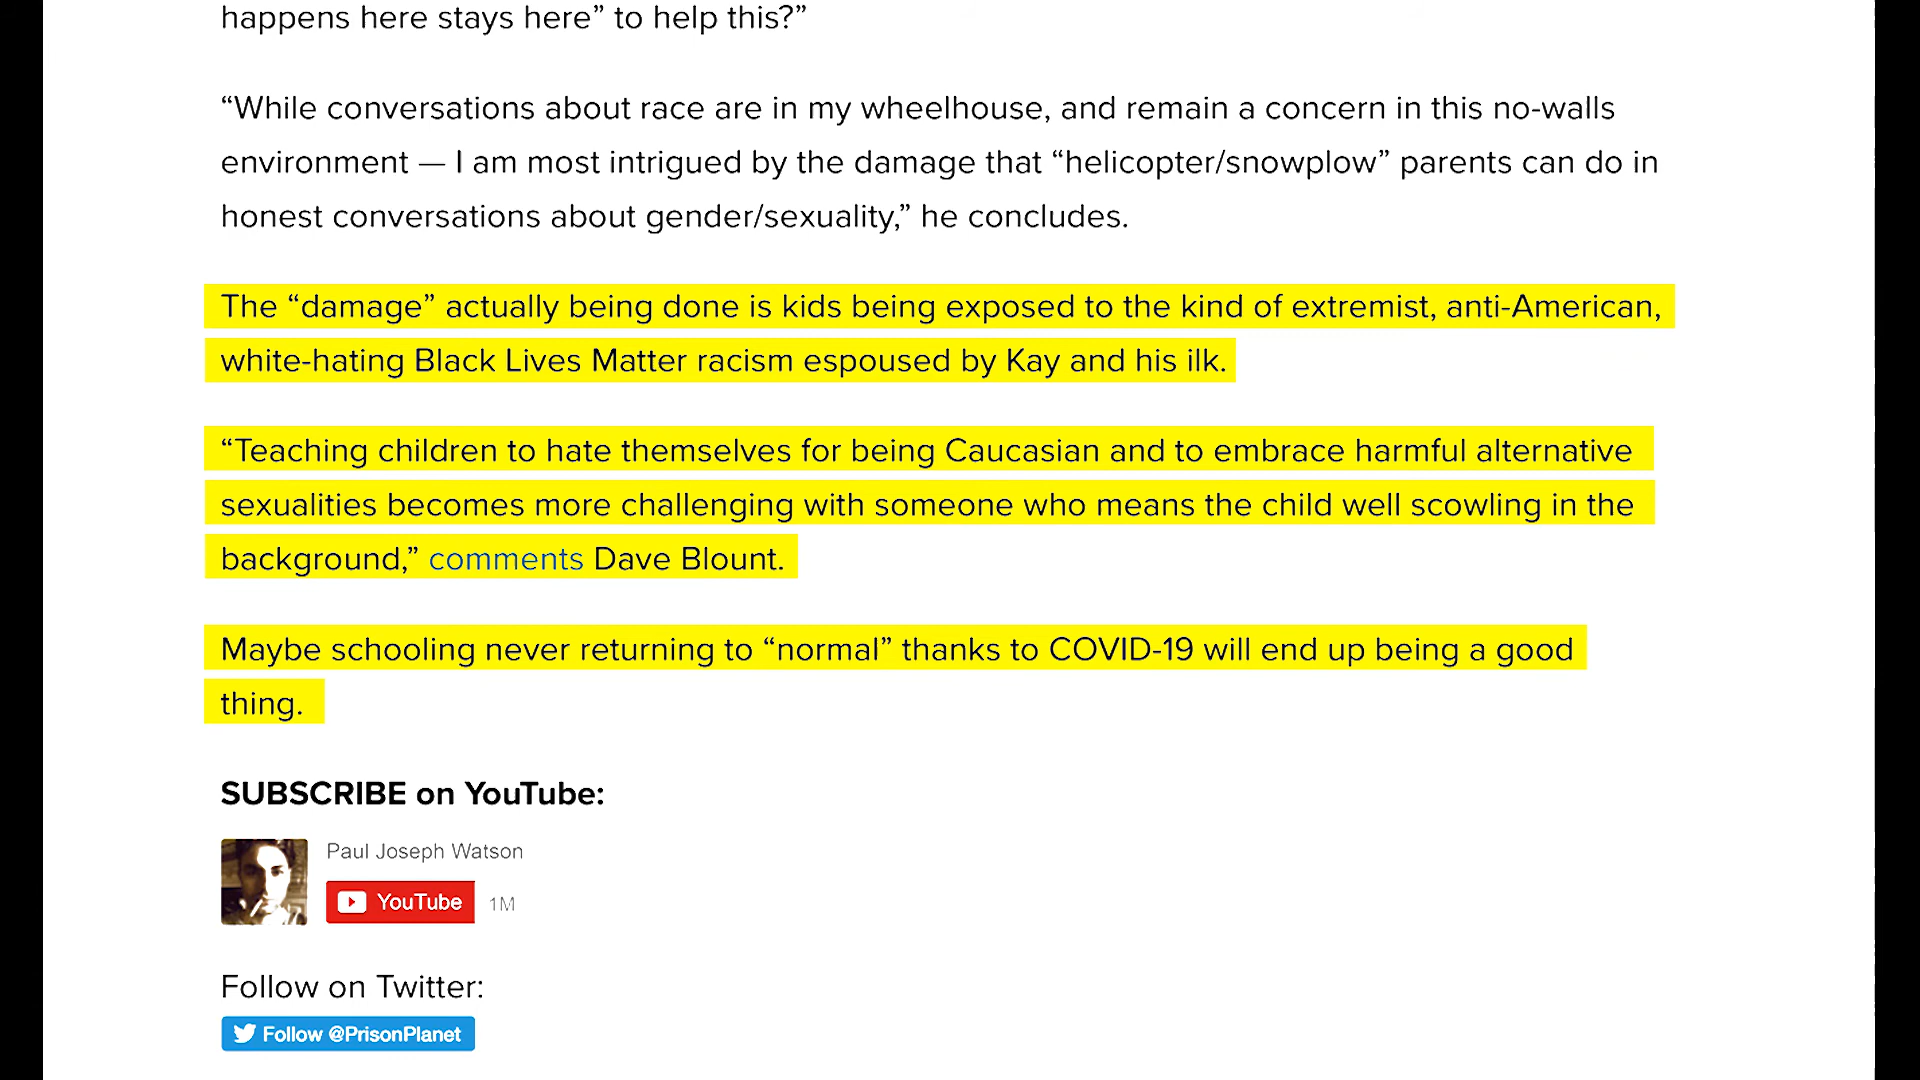 happens here stays here” to help this?”
“While conversations about race are in my wheelhouse, and remain a concern in this no-walls
environment — I am most intrigued by the damage that “helicopter/snowplow” parents can do in
honest conversations about gender/sexuality,” he concludes.
The “damage” actually being done is kids being exposed to the kind of extremist, anti-American,
white-hating Black Lives Matter racism espoused by Kay and his ilk.
“Teaching children to hate themselves for being Caucasian and to embrace harmful alternative
sexualities becomes more challenging with someone who means the child well scowling in the
background,” comments Dave Blount.
Maybe schooling never returning to “normal” thanks to COVID-19 will end up being a good
thing.
SUBSCRIBE on YouTube:
Paul Joseph Watson
YouTube 1M
Follow on Twitter:
Follow @PrisonPlanet